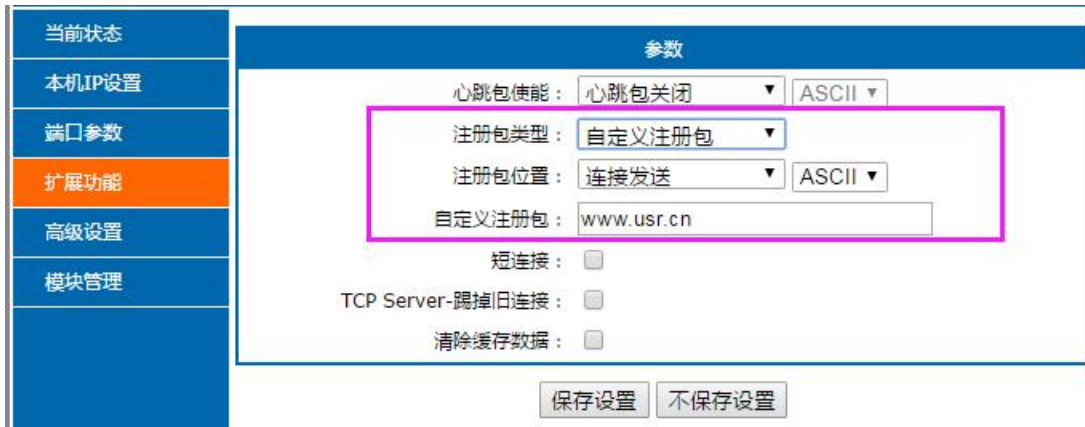 当前状态
本机IP设置
端口参数
扩展功能
高级设置
模块管理
参数
心跳包使能： 心跳包关闭 ASCII
注册包类型： 自定义注册包
注册包位置： 连接发送 ASCII
自定义注册包： www.usr.cn
短连接：
TCP Server-踢掉旧连接：
清除缓存数据：
保存设置 不保存设置